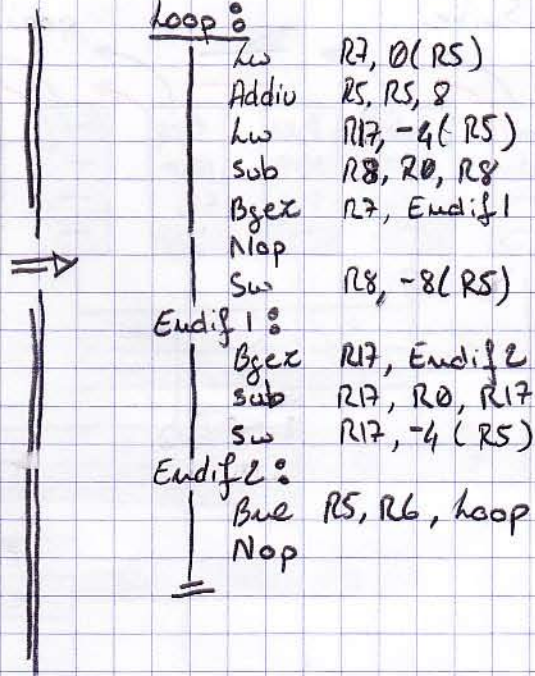 Loop :
Lw R7, 0(R5)
Addiu R5, R5, 8
Lw R17, -4(R5)
Sub R8, R0, R8
Bgez R7, Endif1
Nop
Sw R8, -8(R5)
Endif1 :
Bgez R17, Endif2
Sub R17, R0, R17
Sw R17, -4(R5)
Endif2 :
Bne R5, R6, Loop
Nop